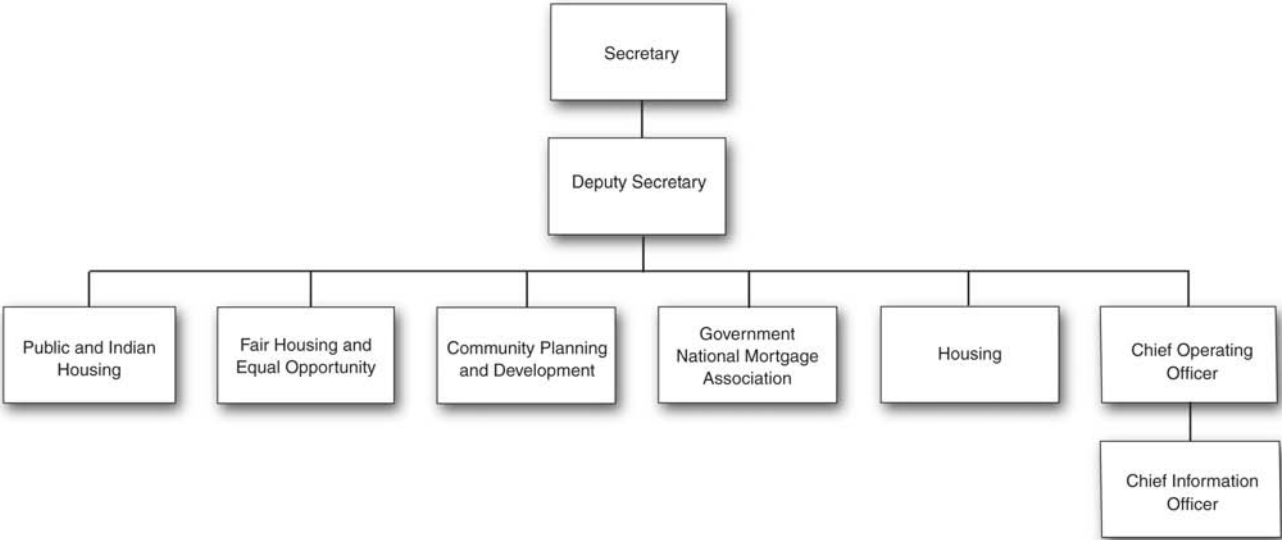 Secretary
Deputy Secretary
Public and Indian
Housing
Fair Housing and
Equal Opportunity
Community Planning
and Development
Government
National Mortgage
Association
Housing
Chief Operating
Officer
Chief Information
Officer